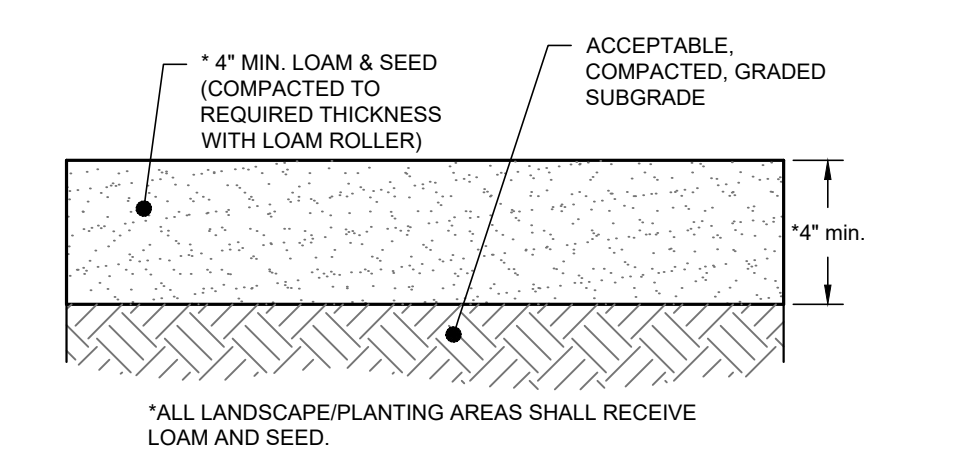 * 4" MIN. LOAM & SEED
(COMPACTED TO
REQUIRED THICKNESS
WITH LOAM ROLLER)
ACCEPTABLE,
COMPACTED, GRADED
SUBGRADE
*4" min.
*ALL LANDSCAPE/PLANTING AREAS SHALL RECEIVE
LOAM AND SEED.